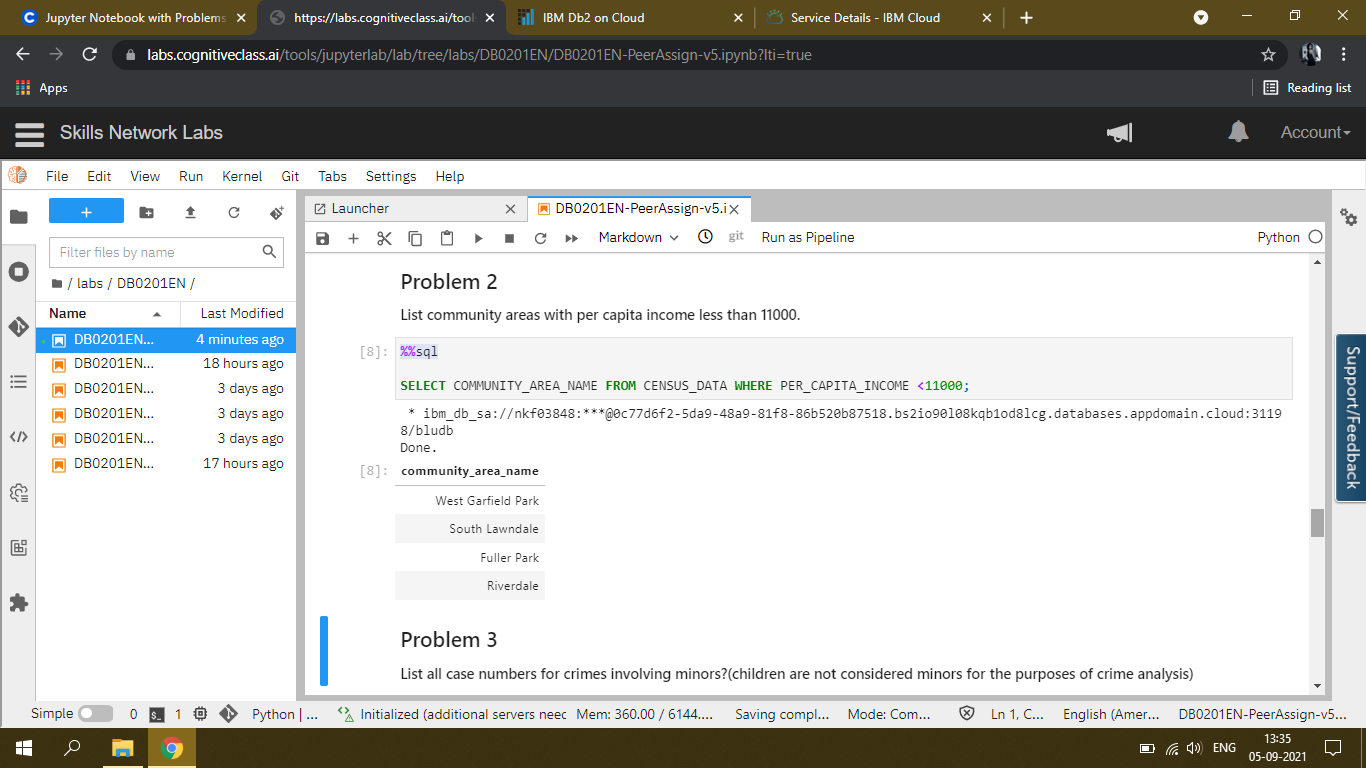 Jupyter Notebook with Problems
https://labs.cognitiveclass.ai/tool
IBM Db2 on Cloud
Service Details - IBM Cloud
labs.cognitiveclass.ai/tools/jupyterlab/lab/tree/labs/DB0201EN/DB0201EN-PeerAssign-v5.ipynb?lti=true
Apps
Reading list
Skills Network Labs
Account
File Edit View Run Kernel Git Tabs Settings Help
Launcher
DB0201EN-PeerAssign-v5.i
Filter files by name
Markdown
git
Run as Pipeline
Python
/ labs / DB0201EN /
Name Last Modified
DB0201EN... 4 minutes ago
DB0201EN... 18 hours ago
DB0201EN... 3 days ago
DB0201EN... 3 days ago
DB0201EN... 3 days ago
DB0201EN... 17 hours ago
Problem 2
List community areas with per capita income less than 11000.
[8]: %%sql
SELECT COMMUNITY_AREA_NAME FROM CENSUS_DATA WHERE PER_CAPITA_INCOME <11000;
* ibm_db_sa://nkf03848:***@0c77d6f2-5da9-48a9-81f8-86b520b87518.bs2io90l08kqb1od8lcg.databases.appdomain.cloud:3119
8/bludb
Done.
[8]: community_area_name
West Garfield Park
South Lawndale
Fuller Park
Riverdale
Problem 3
List all case numbers for crimes involving minors?(children are not considered minors for the purposes of crime analysis)
Support/Feedback
Simple 0 $_ 1 Python | ... Initialized (additional servers neec Mem: 360.00 / 6144.... Saving compl... Mode: Com... Ln 1, C... English (Amer... DB0201EN-PeerAssign-v5...
ENG
13:35
05-09-2021